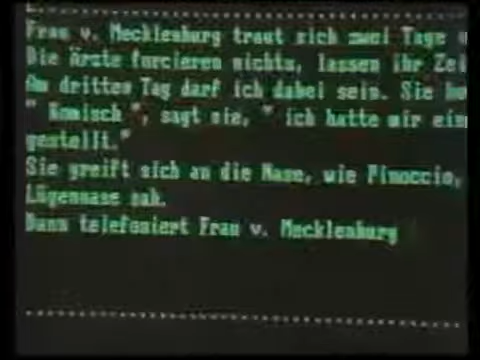 Frau v. Mecklenburg traut sich zwei Tage
Die Ärzte forcieren nichts, lassen ihr Zei
Am dritten Tag darf ich dabei sein. Sie
" Komisch ", sagt sie, " ich hatte mir ein
gestellt."
Sie greift sich an die Nase, wie Pinoccio,
Lügennase sah.
Dann telefoniert Frau v. Mecklenburg